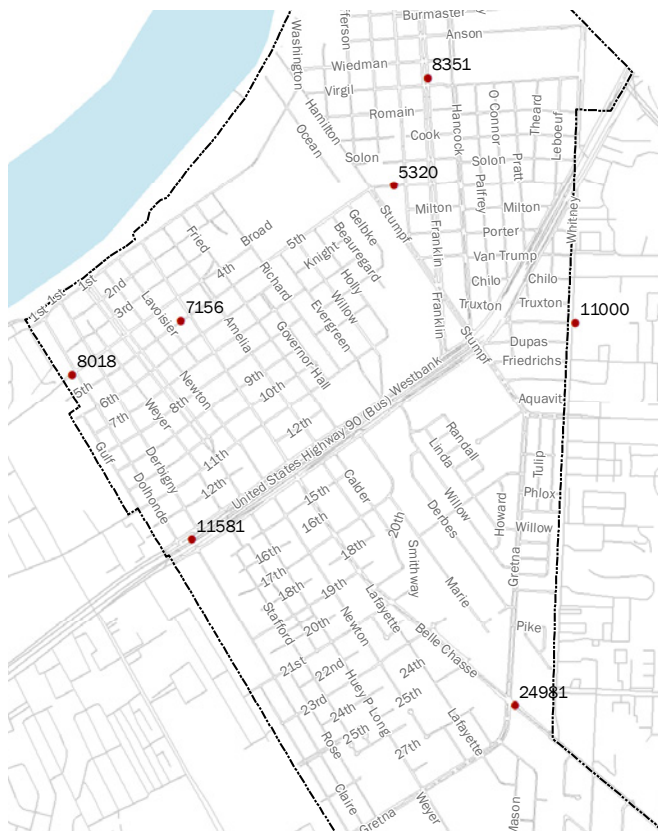 Burmaster
Jefferson
Washington
Anson
Wiedman
8351
Virgil
Hamilton
Romain
Hancock
O'Connor
Theard
Leboeuf
Ocean
Cook
Solon
Solon
Pratt
5320
Palfrey
Milton
Milton
Whitney
Gelbke
Stumpf
Franklin
Porter
Broad
5th
Knight
Beauregard
Van Trump
Fried
4th
Richard
Holly
Chilo
Chilo
1st
1st
1st
2nd
3rd
Lavoisier
Willow
Evergreen
Franklin
Truxton
Truxton
7156
11000
Amelia
Governor Hall
Stumpf
Dupas
Friedrichs
8018
5th
6th
7th
8th
9th
10th
Newton
Weyer
United States Highway 90 (Bus) Westbank
Aquavit
12th
Gulf
Derbigny
Dolhonde
11th
12th
Randall
Linda
Tulip
Calder
15th
16th
Willow
Derbes
Howard
Phlox
11581
20th
Willow
16th
17th
18th
18th
19th
Smithway
Gretna
Marie
Stafford
20th
Newton
Lafayette
Belle Chasse
Pike
21st
22nd
23rd
24th
25th
Huey P Long
24th
25th
24981
Rose
27th
Lafayette
Claire
Gretna
Weyer
Mason